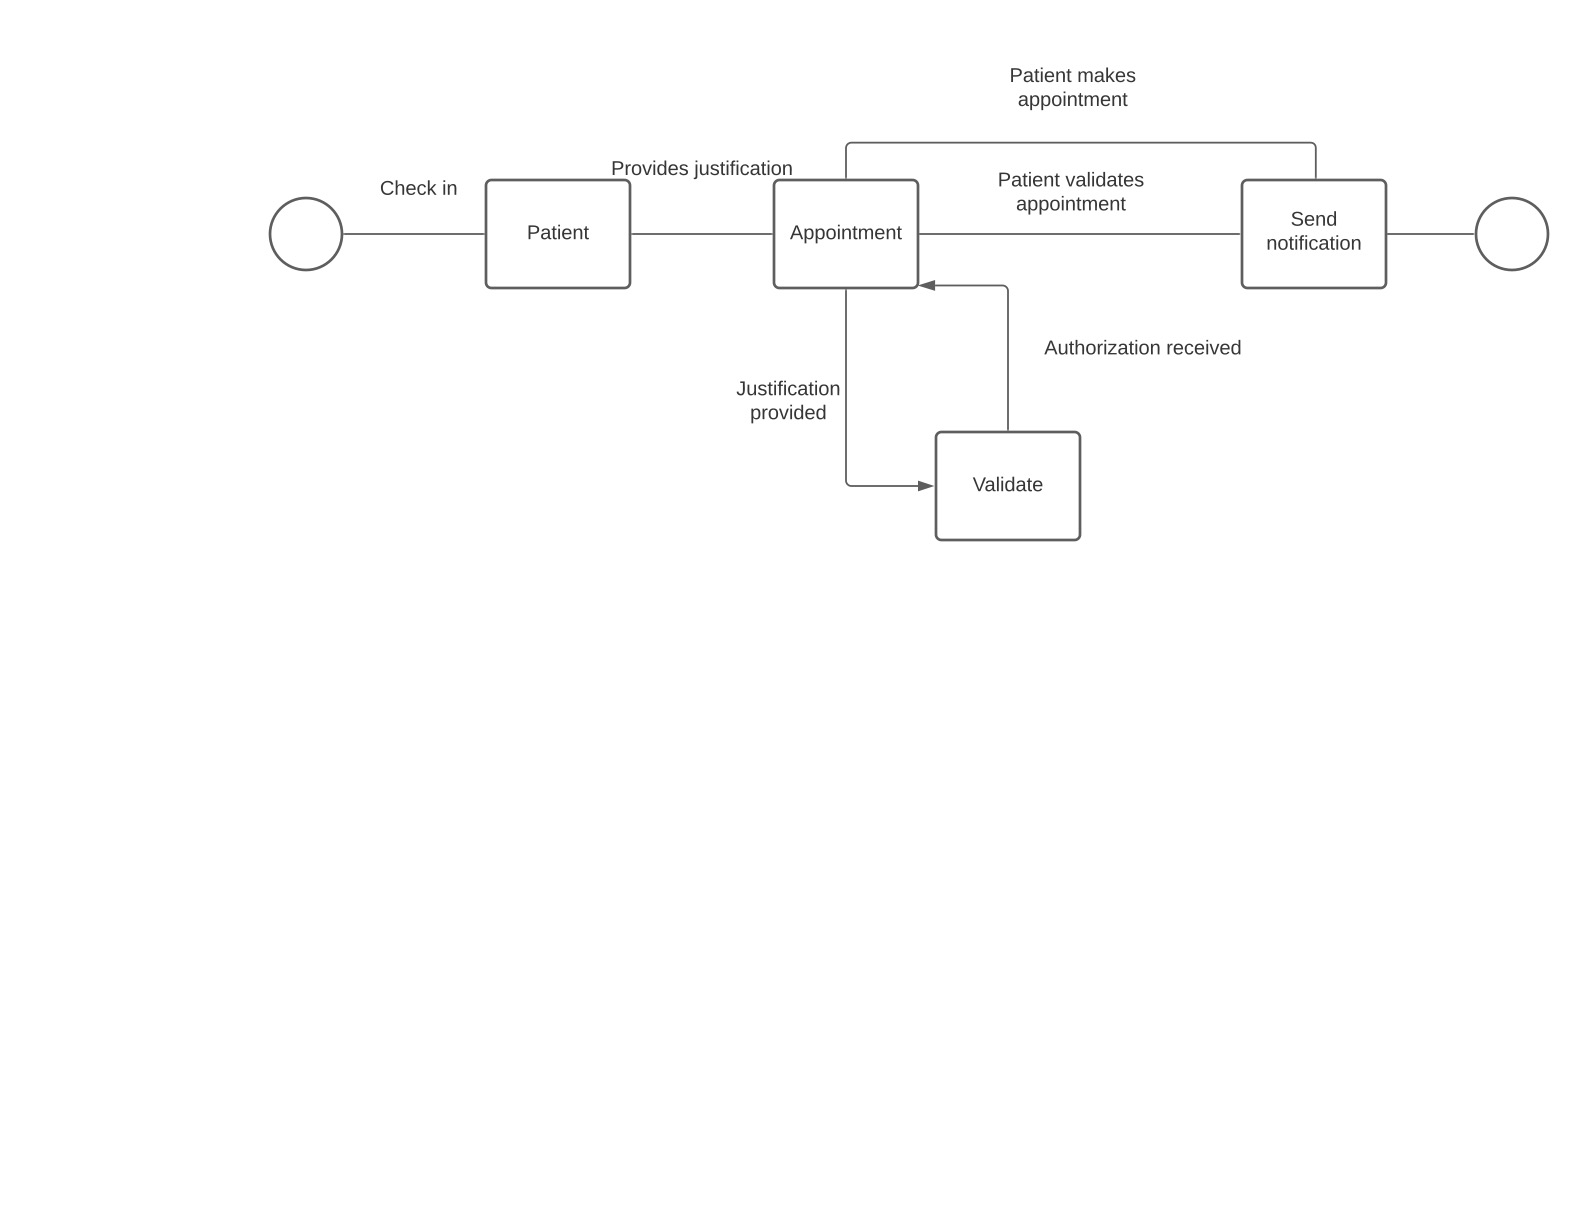 Patient makes
appointment
Check in
Provides justification
Patient validates
appointment
Patient
Appointment
Send
notification
Authorization received
Justification
provided
Validate